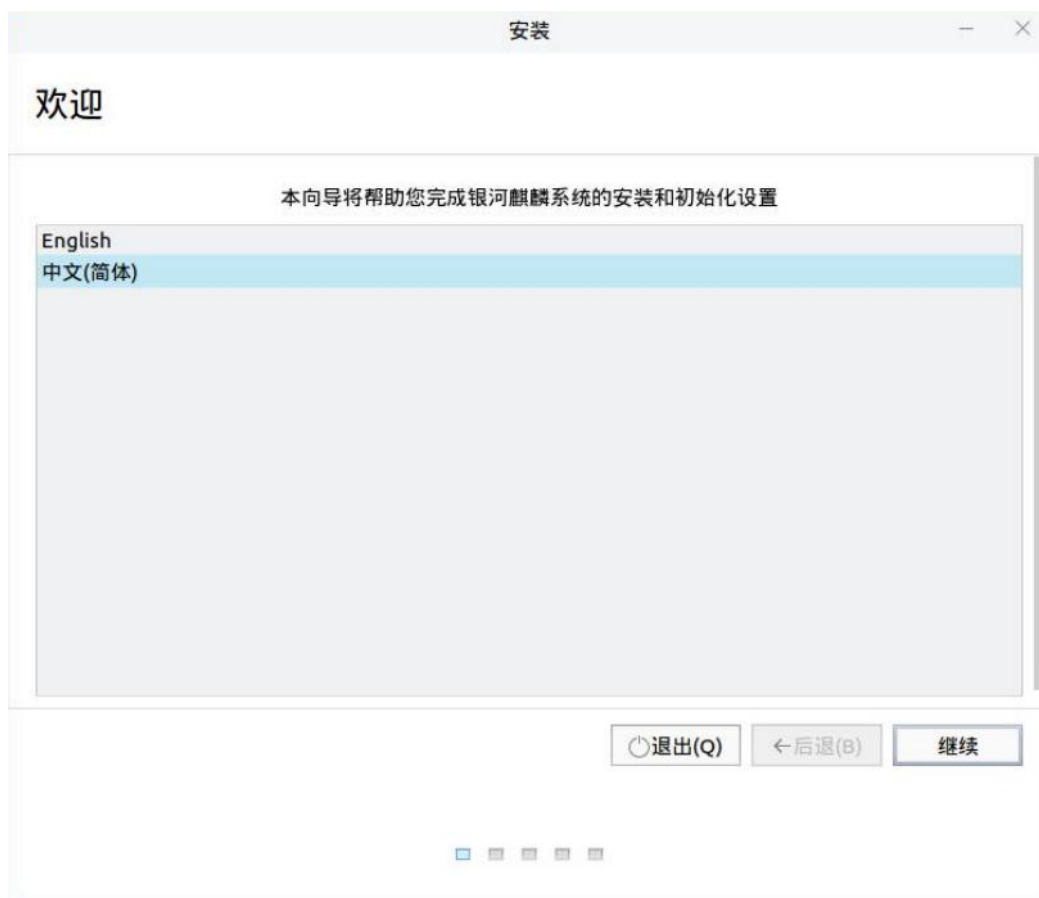 安装
欢迎
本向导将帮助您完成银河麒麟系统的安装和初始化设置
English
中文(简体)
退出(Q)
←后退(B)
继续